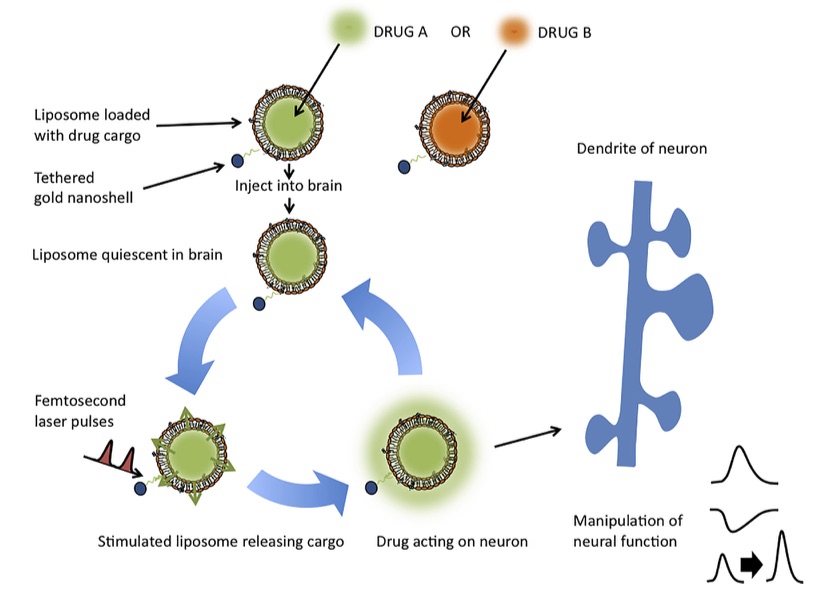 DRUG A OR DRUG B
Liposome loaded
with drug cargo
Tethered
gold nanoshell
Inject into brain
Dendrite of neuron
Liposome quiescent in brain
Femtosecond
laser pulses
Stimulated liposome releasing cargo
Drug acting on neuron
Manipulation of
neural function